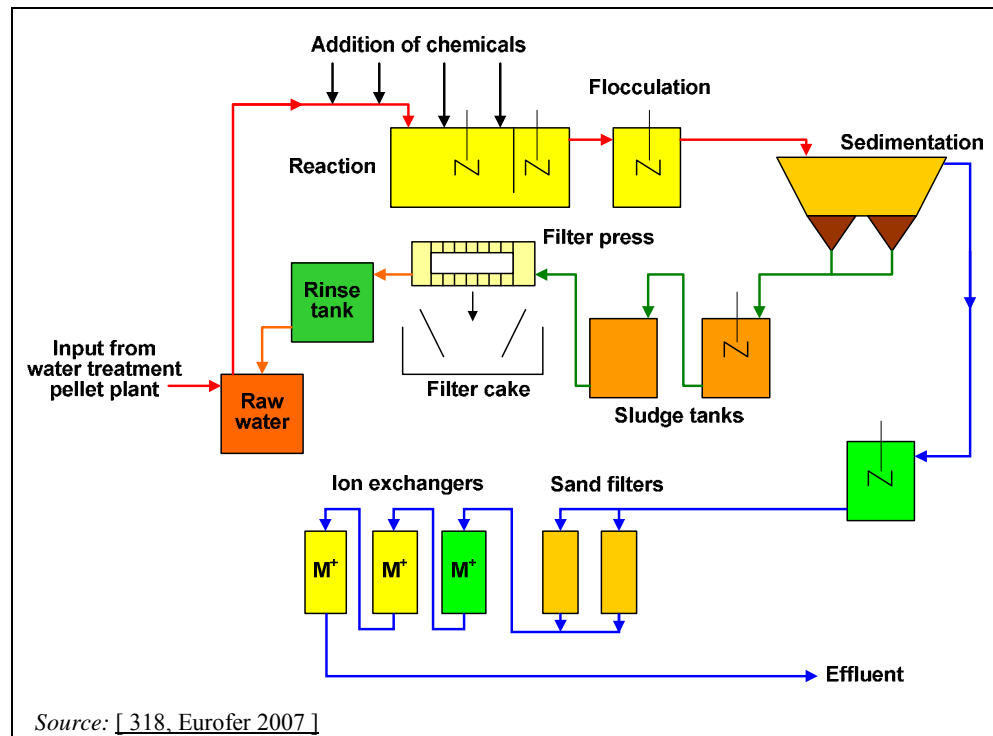 Addition of chemicals
Flocculation
Sedimentation
Reaction
Filter press
Rinse
tank
Input from
water treatment
pellet plant
Raw
water
Filter cake
Sludge tanks
Ion exchangers
Sand filters
M+
M+
M+
Effluent
Source: [ 318, Eurofer 2007 ]